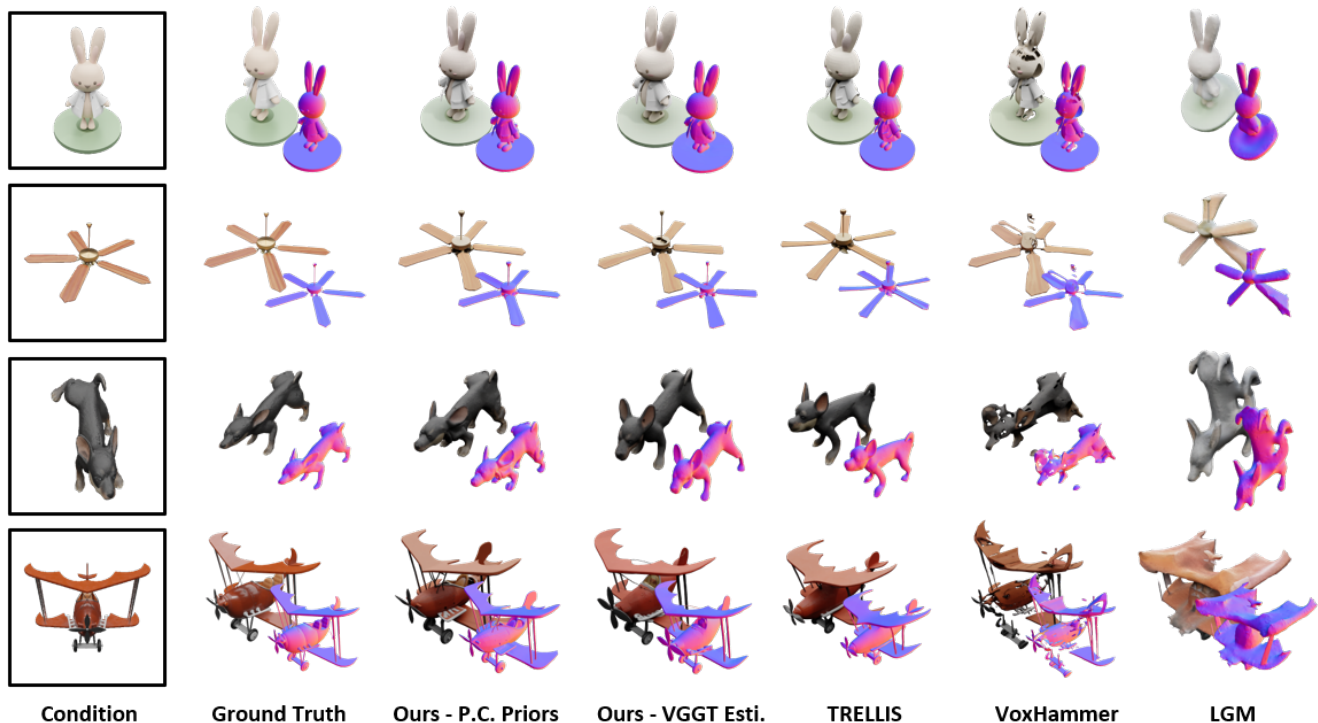 Condition Ground Truth Ours - P.C. Priors Ours - VGGT Esti. TRELLIS VoxHammer LGM